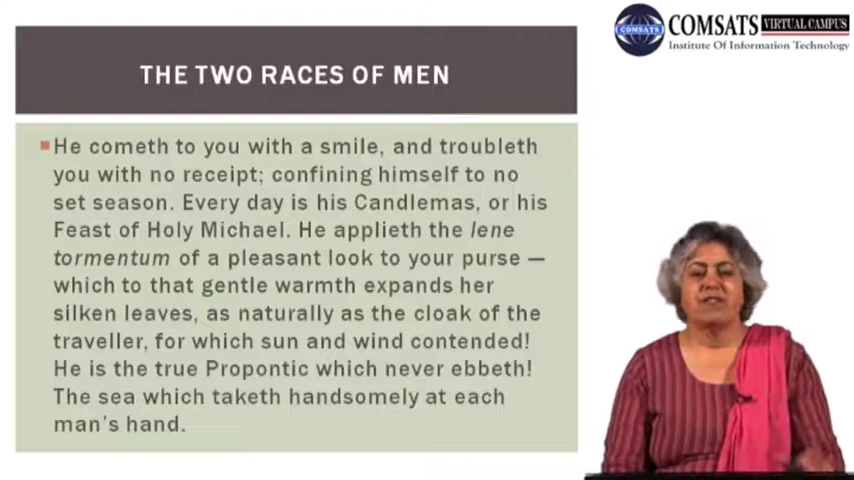 COMSATS VIRTUAL CAMPUS
Institute Of Information Technology
COMSATS
THE TWO RACES OF MEN
He cometh to you with a smile, and troubleth
you with no receipt; confining himself to no
set season. Every day is his Candlemas, or his
Feast of Holy Michael. He applieth the lene
tormentum of a pleasant look to your purse —
which to that gentle warmth expands her
silken leaves, as naturally as the cloak of the
traveller, for which sun and wind contended!
He is the true Propontic which never ebbeth!
The sea which taketh handsomely at each
man's hand.